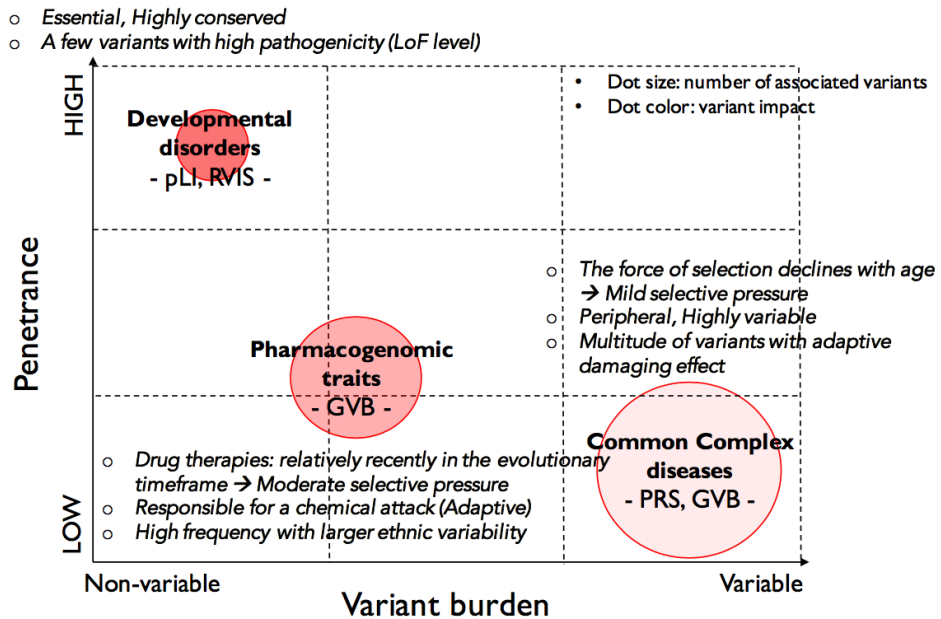 ○ Essential, Highly conserved
○ A few variants with high pathogenicity (LoF level)
HIGH
• Dot size: number of associated variants
• Dot color: variant impact
Developmental
disorders
- pLI, RVIS -
Penetrance
○ The force of selection declines with age
→ Mild selective pressure
○ Peripheral, Highly variable
○ Multitude of variants with adaptive
damaging effect
Pharmacogenomic
traits
- GVB -
Common Complex
diseases
- PRS, GVB -
○ Drug therapies: relatively recently in the evolutionary
timeframe → Moderate selective pressure
○ Responsible for a chemical attack (Adaptive)
○ High frequency with larger ethnic variability
LOW
Non-variable
Variant burden
Variable